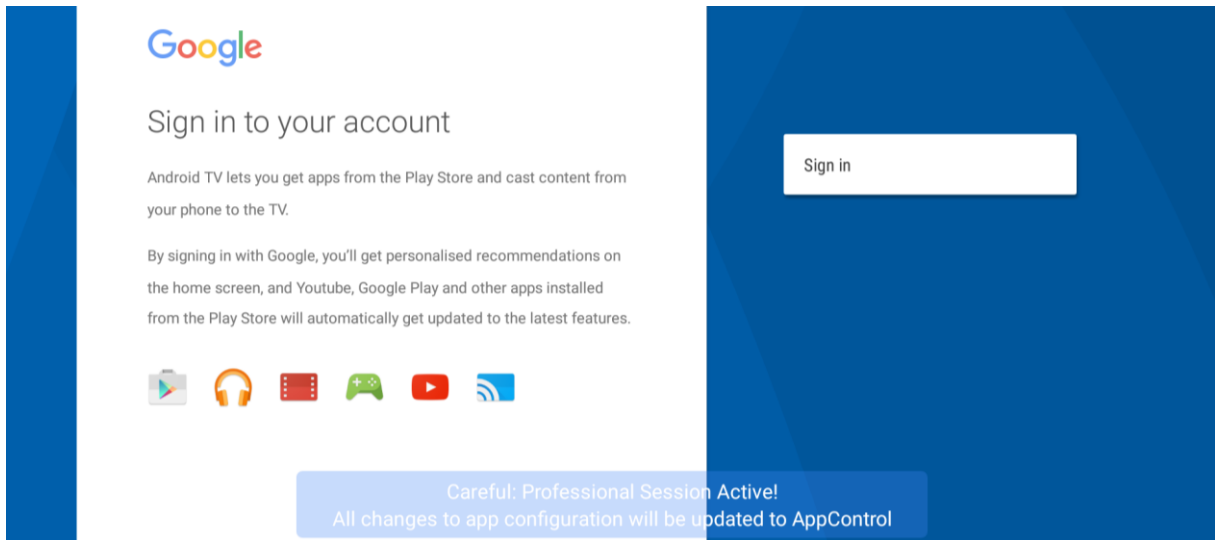 Google
Sign in to your account
Android TV lets you get apps from the Play Store and cast content from
your phone to the TV.
By signing in with Google, you'll get personalised recommendations on
the home screen, and Youtube, Google Play and other apps installed
from the Play Store will automatically get updated to the latest features.
Sign in
Careful: Professional Session Active!
All changes to app configuration will be updated to AppControl